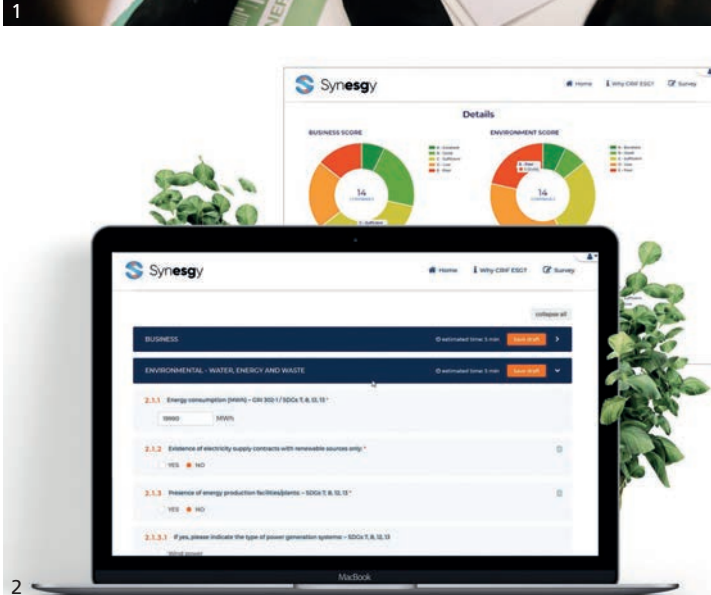 1
Synesgy
Home Why CRIF ESG? Survey
Details
BUSINESS SCORE
ENVIRONMENT SCORE
14
14
Synesgy
Home Why CRIF ESG? Survey
collapse all
BUSINESS estimated time: 5 min Save draft
ENVIRONMENTAL - WATER, ENERGY AND WASTE estimated time: 5 min Save draft
2.1.1 Energy consumption (MWh) – GRI 302-1 / SDGs 7, 8, 12, 13 *
MWh
2.1.2 Existence of electricity supply contracts with renewable sources only: *
YES NO
2.1.3 Presence of energy production facilities/plants: – SDGs 7, 8, 12, 13 *
YES NO
2.1.3.1 If yes, please indicate the type of power generation systems: – SDGs 7, 8, 12, 13
Wind power
MacBook
2